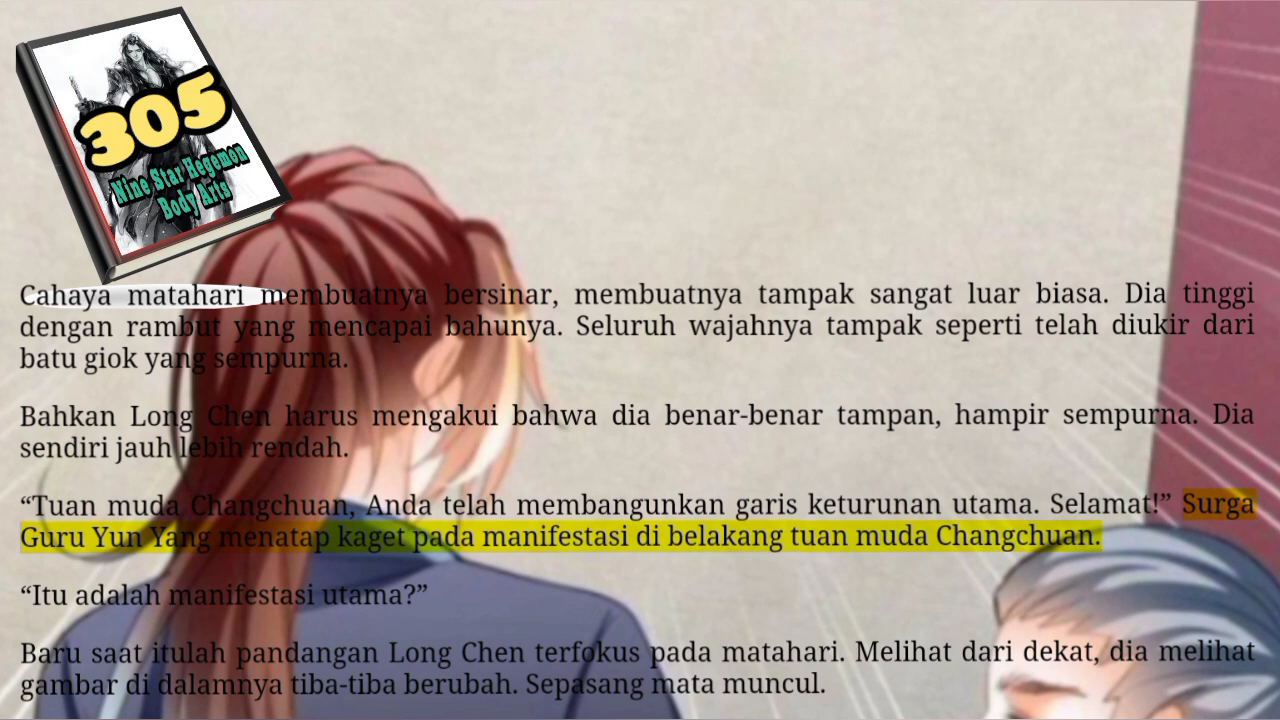 305
Nine Star Hegemon
Body Arts
Cahaya matahari membuatnya bersinar, membuatnya tampak sangat luar biasa. Dia tinggi
dengan rambut yang mencapai bahunya. Seluruh wajahnya tampak seperti telah diukir dari
batu giok yang sempurna.
Bahkan Long Chen harus mengakui bahwa dia benar-benar tampan, hampir sempurna. Dia
sendiri jauh lebih rendah.
“Tuan muda Changchuan, Anda telah membangunkan garis keturunan utama. Selamat!” Surga
Guru Yun Yang menatap kaget pada manifestasi di belakang tuan muda Changchuan.
“Itu adalah manifestasi utama?”
Baru saat itulah pandangan Long Chen terfokus pada matahari. Melihat dari dekat, dia melihat
gambar di dalamnya tiba-tiba berubah. Sepasang mata muncul.